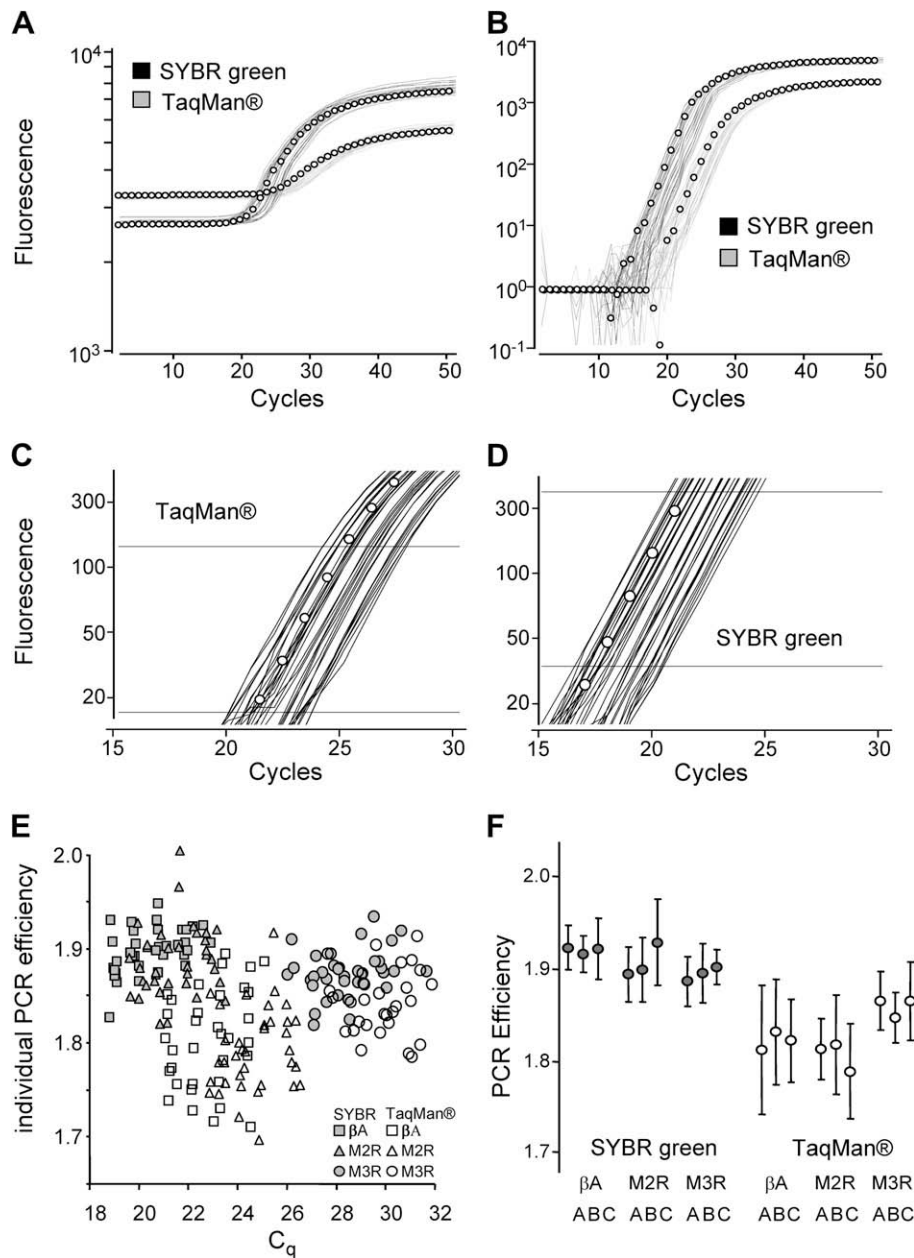 A
10⁴
SYBR green
TaqMan®
Fluorescence
10³
10 20 30 40 50
Cycles
B
10⁵
10⁴
10³
10²
10¹
10⁰
10⁻¹
SYBR green
TaqMan®
10 20 30 40 50
Cycles
C
TaqMan®
300
100
50
20
Fluorescence
15 20 25 30
Cycles
D
300
100
50
20
SYBR green
15 20 25 30
Cycles
E
2.0
1.9
1.8
1.7
individual PCR efficiency
SYBR TaqMan®
βA βA
M2R M2R
M3R M3R
18 20 22 24 26 28 30 32
Cq
F
2.0
1.9
1.8
1.7
PCR Efficiency
SYBR green TaqMan®
βA M2R M3R βA M2R M3R
ABC ABC ABC ABC ABC ABC